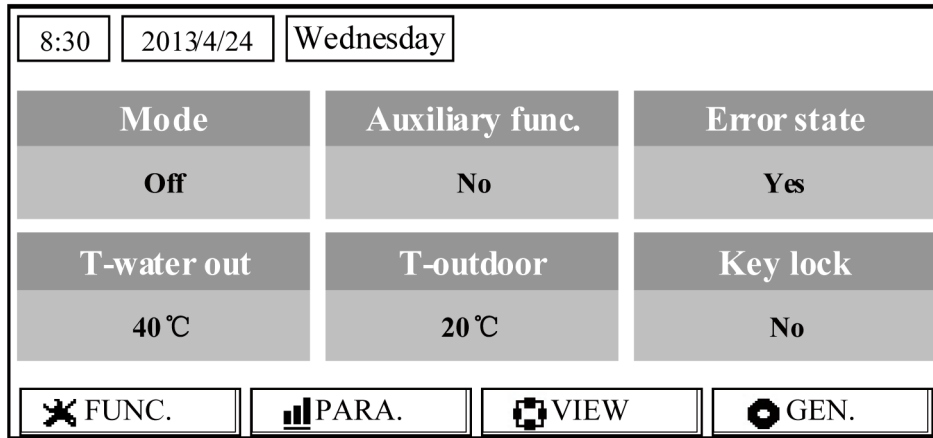 8:30 2013/4/24 Wednesday
Mode Auxiliary func. Error state
Off No Yes
T-water out T-outdoor Key lock
40℃ 20℃ No
FUNC. PARA. VIEW GEN.